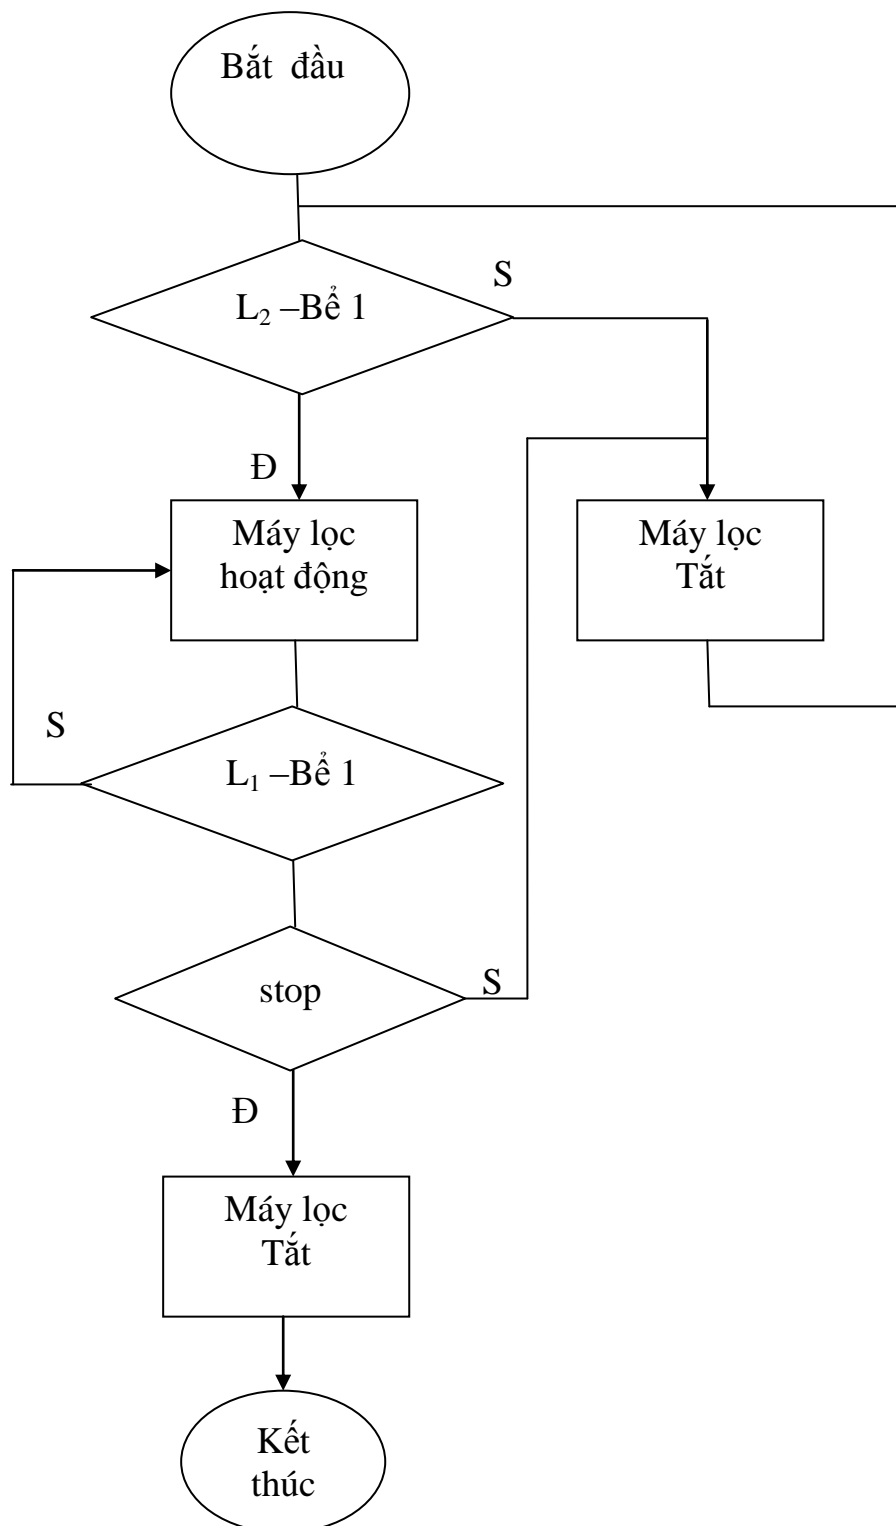 Bắt đầu
S
L₂ –Bể 1
Đ
Máy lọc
hoạt động
Máy lọc
Tắt
S
L₁ –Bể 1
stop
S
Đ
Máy lọc
Tắt
Kết
thúc